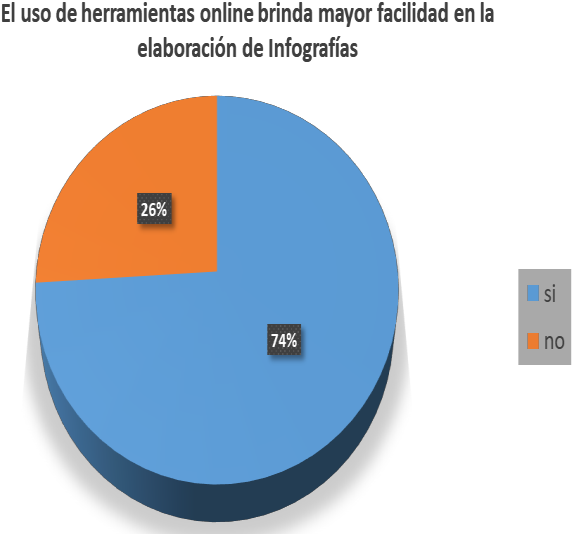 El uso de herramientas online brinda mayor facilidad en la
elaboración de Infografías
26%
74%
si
no